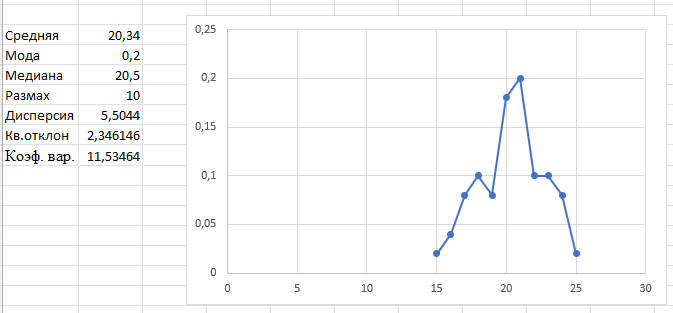 Средняя 20,34
Мода 0,2
Медиана 20,5
Размах 10
Дисперсия 5,5044
Кв.отклон 2,346146
Коэф. вар. 11,53464
0,25
0,2
0,15
0,1
0,05
0
0 5 10 15 20 25 30